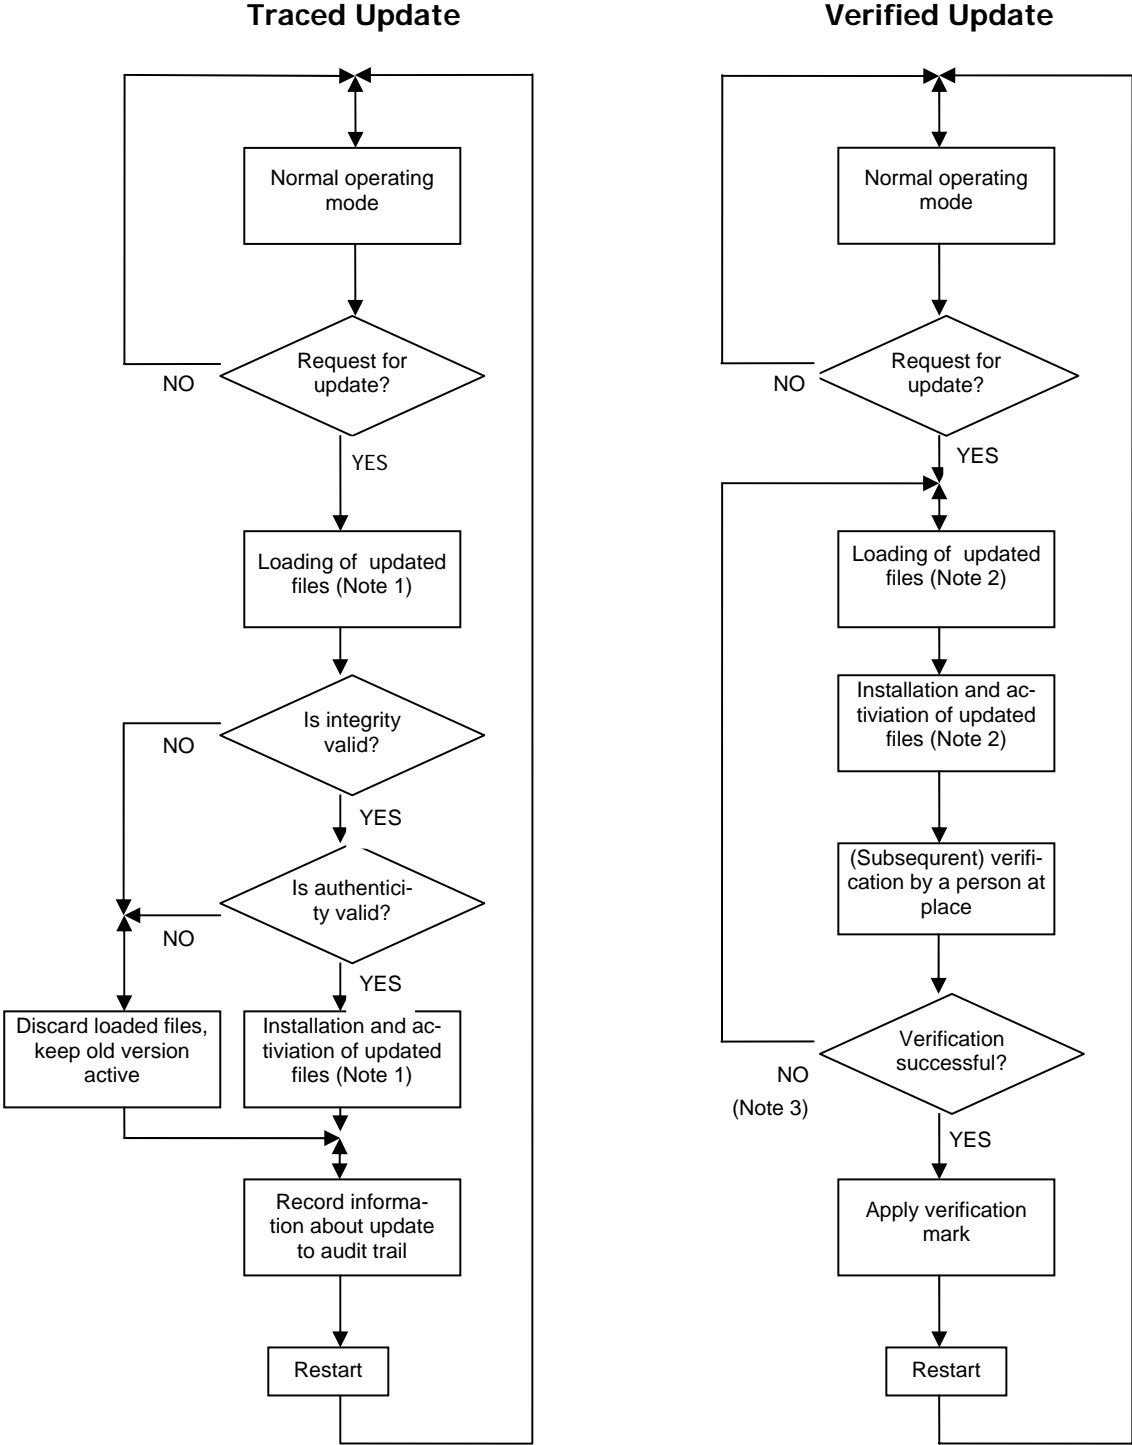 Traced Update
Normal operating
mode
Request for
update?
NO
YES
Loading of updated
files (Note 1)
Is integrity
valid?
NO
YES
Is authentici-
ty valid?
NO
YES
Discard loaded files,
keep old version
active
Installation and ac-
tiviation of updated
files (Note 1)
Record informa-
tion about update
to audit trail
Restart
Verified Update
Normal operating
mode
Request for
update?
NO
YES
Loading of updated
files (Note 2)
Installation and ac-
tiviation of updated
files (Note 2)
(Subsequrent) verifi-
cation by a person at
place
Verification
successful?
NO
(Note 3)
YES
Apply verification
mark
Restart